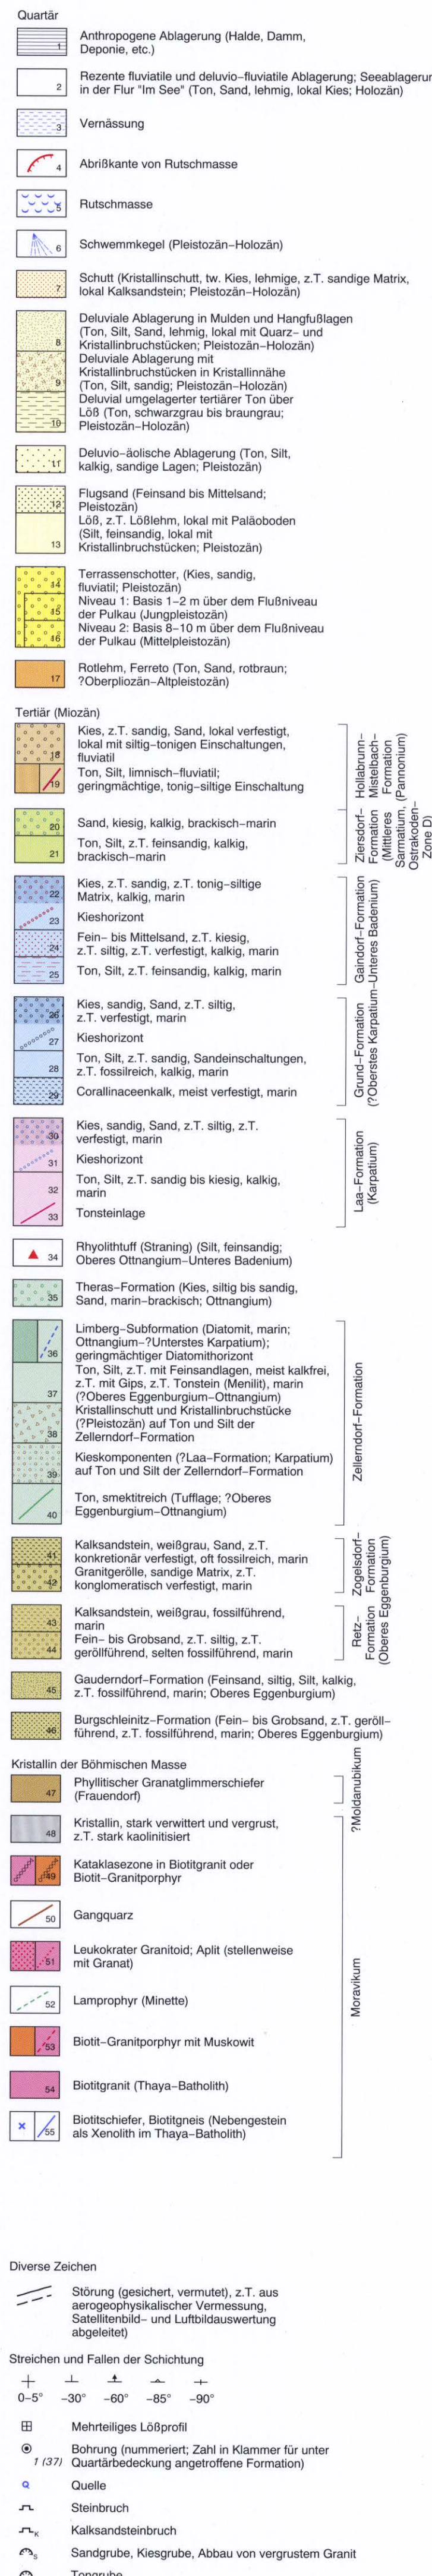 Quartär
1 Anthropogene Ablagerung (Halde, Damm,
Deponie, etc.)
2 Rezente fluviatile und deluvio-fluviatile Ablagerung; Seeablagerun
in der Flur "Im See" (Ton, Sand, lehmig, lokal Kies; Holozän)
3 Vernässung
4 Abrißkante von Rutschmasse
5 Rutschmasse
6 Schwemmkegel (Pleistozän-Holozän)
7 Schutt (Kristallinschutt, tw. Kies, lehmige, z.T. sandige Matrix,
lokal Kalksandstein; Pleistozän-Holozän)
8 Deluviale Ablagerung in Mulden und Hangfußlagen
(Ton, Silt, Sand, lehmig, lokal mit Quarz- und
Kristallinbruchstücken; Pleistozän-Holozän)
9 Deluviale Ablagerung mit
Kristallinbruchstücken in Kristallinnähe
(Ton, Silt, sandig; Pleistozän-Holozän)
10 Deluvial umgelagerter tertiärer Ton über
Löß (Ton, schwarzgrau bis braungrau;
Pleistozän-Holozän)
11 Deluvio-äolische Ablagerung (Ton, Silt,
kalkig, sandige Lagen; Pleistozän)
12 Flugsand (Feinsand bis Mittelsand;
Pleistozän)
13 Löß, z.T. Lößlehm, lokal mit Paläoboden
(Silt, feinsandig, lokal mit
Kristallinbruchstücken; Pleistozän)
14 Terrassenschotter, (Kies, sandig,
fluviatil; Pleistozän)
15 Niveau 1: Basis 1-2 m über dem Flußniveau
der Pulkau (Jungpleistozän)
16 Niveau 2: Basis 8-10 m über dem Flußniveau
der Pulkau (Mittelpleistozän)
17 Rotlehm, Ferreto (Ton, Sand, rotbraun;
?Oberpliozän-Altpleistozän)
Tertiär (Miozän)
18 Kies, z.T. sandig, Sand, lokal verfestigt,
lokal mit siltig-tonigen Einschaltungen,
fluviatil
19 Ton, Silt, limnisch-fluviatil;
geringmächtige, tonig-siltige Einschaltung
Hollabrunn-
Mistelbach-
Formation
(Pannonium)
20 Sand, kiesig, kalkig, brackisch-marin
21 Ton, Silt, z.T. feinsandig, kalkig,
brackisch-marin
Ziersdorf-
Formation
(Mittleres
Sarmatium,
Ostrakoden-
Zone D)
22 Kies, z.T. sandig, z.T. tonig-siltige
Matrix, kalkig, marin
23 Kieshorizont
24 Fein- bis Mittelsand, z.T. kiesig,
z.T. siltig, z.T. verfestigt, kalkig, marin
25 Ton, Silt, z.T. feinsandig, kalkig, marin
Gaindorf-Formation
(?Oberstes Karpatium-Unteres Badenium)
26 Kies, sandig, Sand, z.T. siltig,
z.T. verfestigt, marin
27 Kieshorizont
28 Ton, Silt, z.T. sandig, Sandeinschaltungen,
z.T. fossilreich, kalkig, marin
29 Corallinaceenkalk, meist verfestigt, marin
Grund-Formation
30 Kies, sandig, Sand, z.T. siltig, z.T.
verfestigt, marin
31 Kieshorizont
32 Ton, Silt, z.T. sandig bis kiesig, kalkig,
marin
33 Tonsteinlage
Laa-Formation
(Karpatium)
34 Rhyolithtuff (Straning) (Silt, feinsandig;
Oberes Ottnangium-Unteres Badenium)
35 Theras-Formation (Kies, siltig bis sandig,
Sand, marin-brackisch; Ottnangium)
36 Limberg-Subformation (Diatomit, marin;
Ottnangium-?Unterstes Karpatium);
geringmächtiger Diatomithorizont
37 Ton, Silt, z.T. mit Feinsandlagen, meist kalkfrei,
z.T. mit Gips, z.T. Tonstein (Menilit), marin
(?Oberes Eggenburgium-Ottnangium)
38 Kristallinschutt und Kristallinbruchstücke
(?Pleistozän) auf Ton und Silt der
Zellerndorf-Formation
39 Kieskomponenten (?Laa-Formation; Karpatium)
auf Ton und Silt der Zellerndorf-Formation
40 Ton, smektitreich (Tufflage; ?Oberes
Eggenburgium-Ottnangium)
Zellerndorf-Formation
41 Kalksandstein, weißgrau, Sand, z.T.
konkretionär verfestigt, oft fossilreich, marin
42 Granitgerölle, sandige Matrix, z.T.
konglomeratisch verfestigt, marin
Zogelsdorf-
Formation
43 Kalksandstein, weißgrau, fossilführend,
marin
44 Fein- bis Grobsand, z.T. siltig, z.T.
geröllführend, selten fossilführend, marin
Retz-
Formation
(Oberes Eggenburgium)
45 Gauderndorf-Formation (Feinsand, siltig, Silt, kalkig,
z.T. fossilführend, marin; Oberes Eggenburgium)
46 Burgschleinitz-Formation (Fein- bis Grobsand, z.T. geröll-
führend, z.T. fossilführend, marin; Oberes Eggenburgium)
Kristallin der Böhmischen Masse
47 Phyllitischer Granatglimmerschiefer
(Frauendorf)
?Moldanubikum
48 Kristallin, stark verwittert und vergrust,
z.T. stark kaolinitisiert
49 Kataklasezone in Biotitgranit oder
Biotit-Granitporphyr
50 Gangquarz
51 Leukokrater Granitoid; Aplit (stellenweise
mit Granat)
52 Lamprophyr (Minette)
53 Biotit-Granitporphyr mit Muskowit
54 Biotitgranit (Thaya-Batholith)
55 Biotitschiefer, Biotitgneis (Nebengestein
als Xenolith im Thaya-Batholith)
Moravikum
Diverse Zeichen
Störung (gesichert, vermutet), z.T. aus
aerogeophysikalischer Vermessung,
Satellitenbild- und Luftbildauswertung
abgeleitet)
Streichen und Fallen der Schichtung
0-5° -30° -60° -85° -90°
Mehrteiliges Lößprofil
Bohrung (nummeriert; Zahl in Klammer für unter
1 (37) Quartärbedeckung angetroffene Formation)
Quelle
Steinbruch
K Kalksandsteinbruch
S Sandgrube, Kiesgrube, Abbau von vergrustem Granit
Tongrube